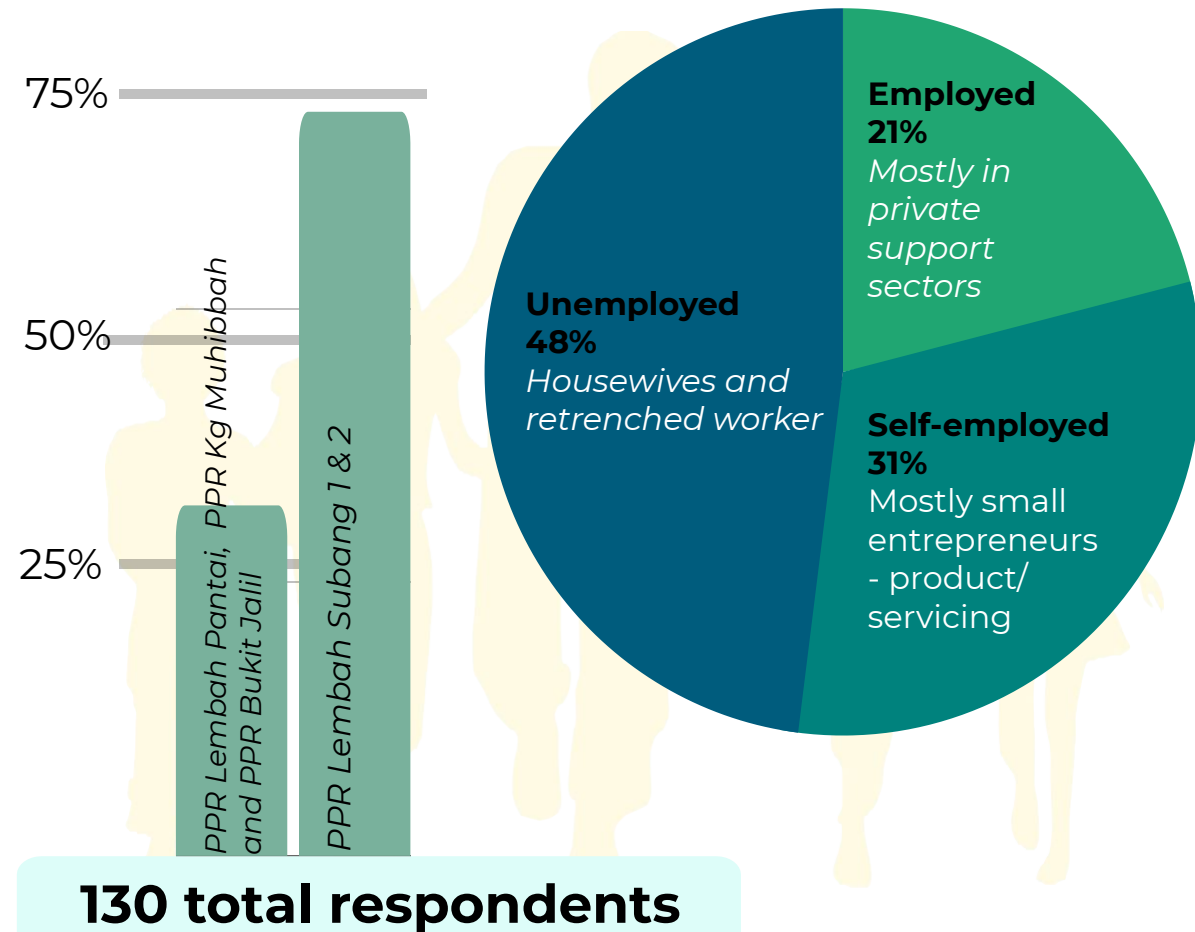 75%
50%
25%
PPR Lembah Pantai, PPR Kg Muhibbah
and PPR Bukit Jalil
PPR Lembah Subang 1 & 2
Employed
21%
Mostly in
private
support
sectors
Unemployed
48%
Housewives and
retrenched worker
Self-employed
31%
Mostly small
entrepreneurs
- product/
servicing
130 total respondents